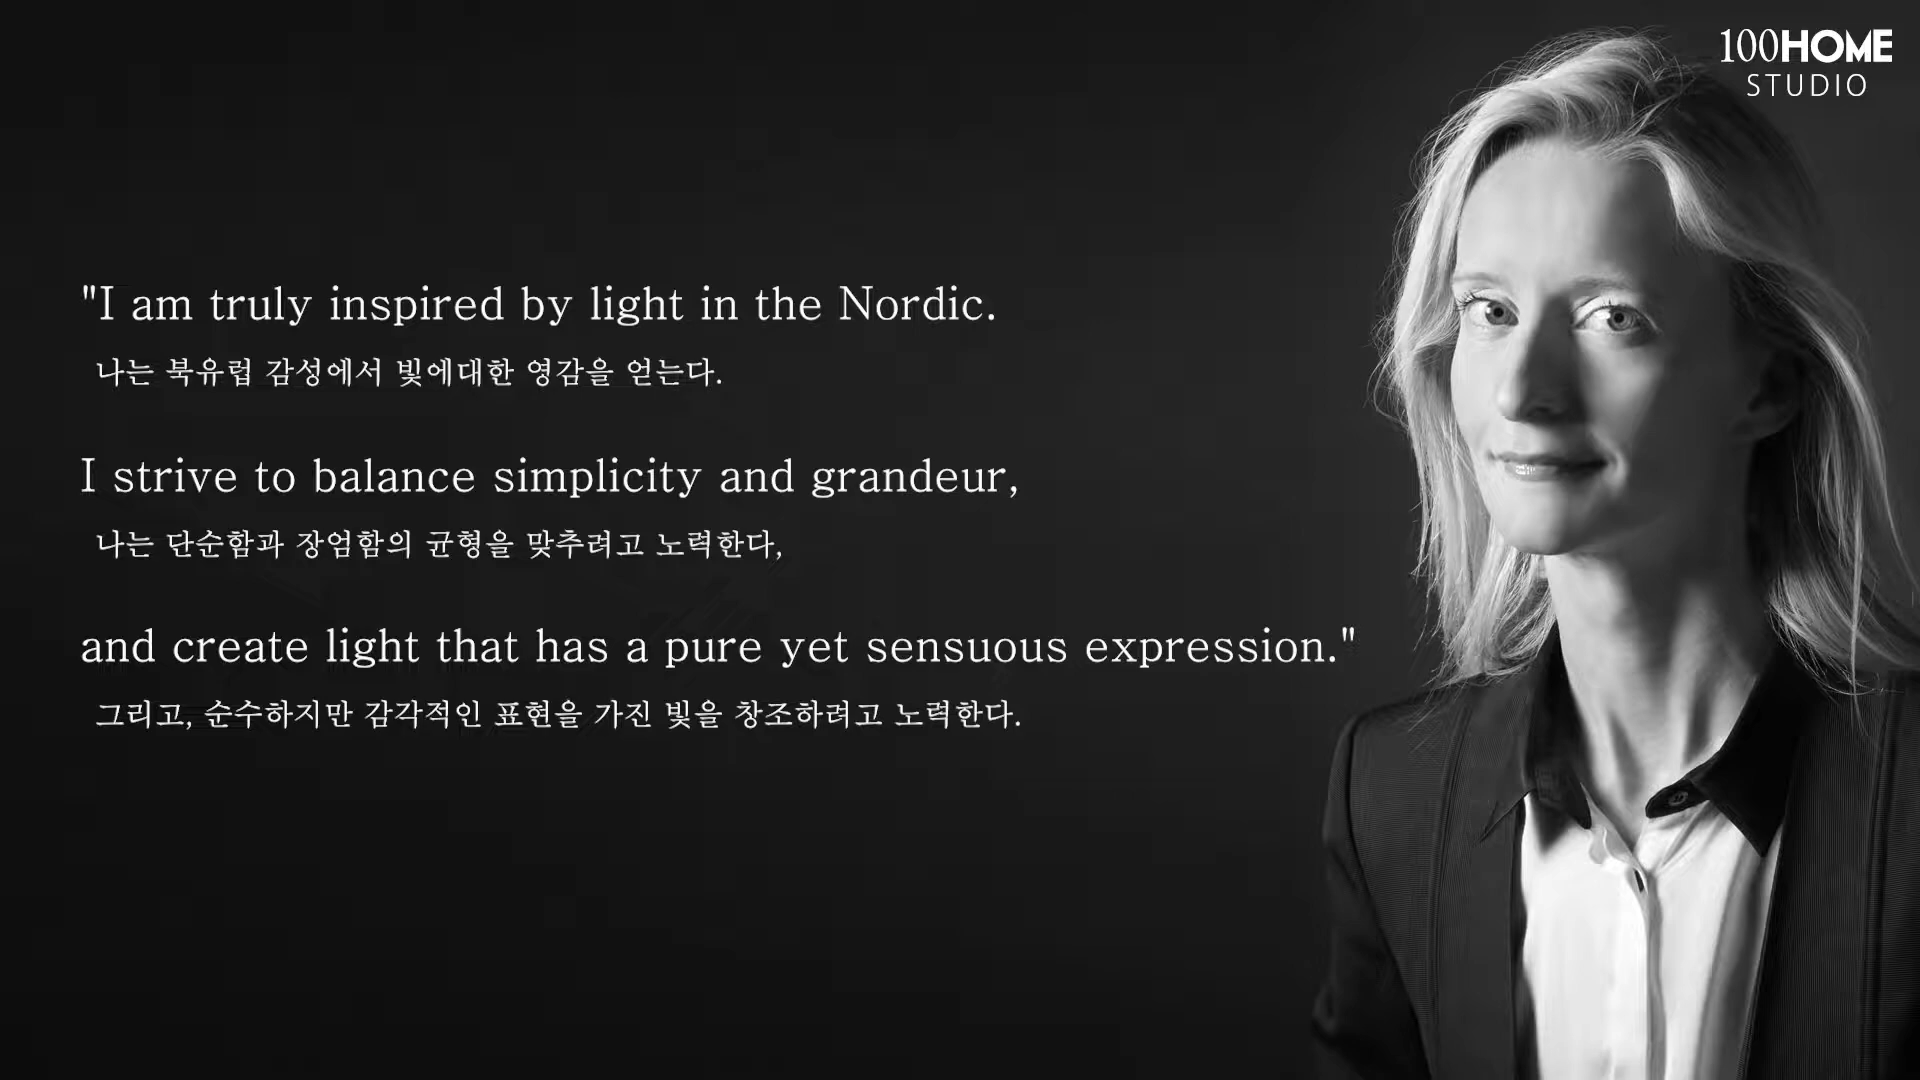 100HOME
STUDIO
"I am truly inspired by light in the Nordic.
나는 북유럽 감성에서 빛에대한 영감을 얻는다.
I strive to balance simplicity and grandeur,
나는 단순함과 장엄함의 균형을 맞추려고 노력한다,
and create light that has a pure yet sensuous expression."
그리고, 순수하지만 감각적인 표현을 가진 빛을 창조하려고 노력한다.